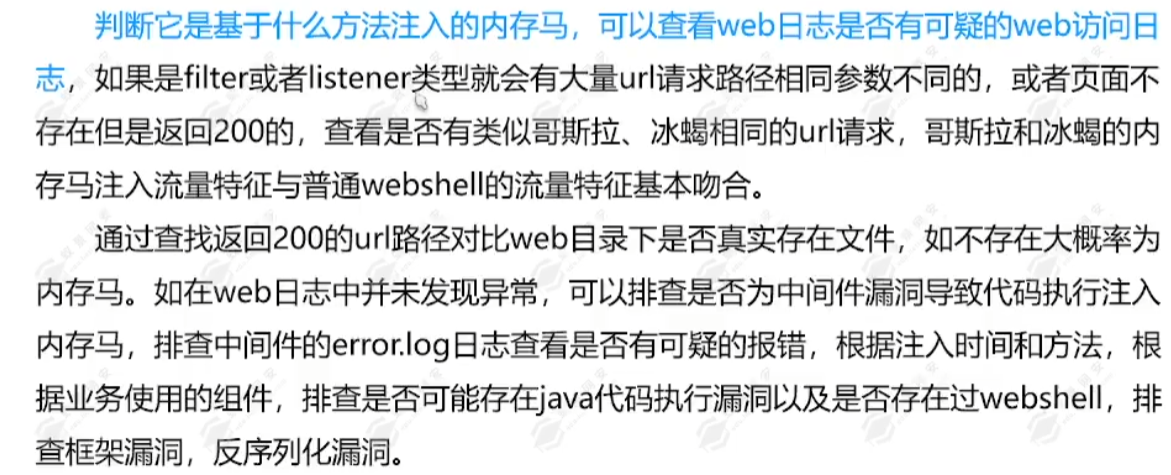 判断它是基于什么方法注入的内存马，可以查看web日志是否有可疑的web访问日
志，如果是filter或者listener类型就会有大量url请求路径相同参数不同的，或者页面不
存在但是返回200的，查看是否有类似哥斯拉、冰蝎相同的url请求，哥斯拉和冰蝎的内
存马注入流量特征与普通webshell的流量特征基本吻合。
通过查找返回200的url路径对比web目录下是否真实存在文件，如不存在大概率为
内存马。如在web日志中并未发现异常，可以排查是否为中间件漏洞导致代码执行注入
内存马，排查中间件的error.log日志查看是否有可疑的报错，根据注入时间和方法，根
据业务使用的组件，排查是否可能存在java代码执行漏洞以及是否存在过webshell，排
查框架漏洞，反序列化漏洞。